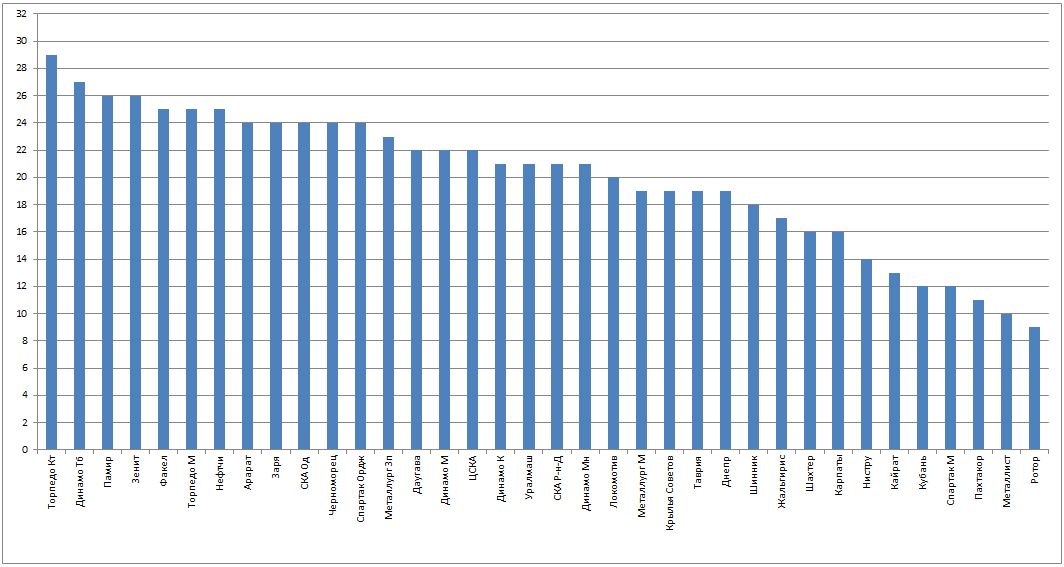 32
30
28
26
24
22
20
18
16
14
12
10
8
6
4
2
0
Торпедо Кт
Динамо Тб
Памир
Зенит
Факел
Торпедо М
Нефтчи
Арарат
Заря
СКА Од
Черноморец
Спартак Ордж
Металлург Зп
Даугава
Динамо М
ЦСКА
Динамо К
Уралмаш
СКА Р-н-Д
Динамо Мн
Локомотив
Металлург М
Крылья Советов
Таврия
Днепр
Шинник
Жальгирис
Шахтер
Карпаты
Нистру
Кайрат
Кубань
Спартак М
Пахтакор
Металлист
Ротор